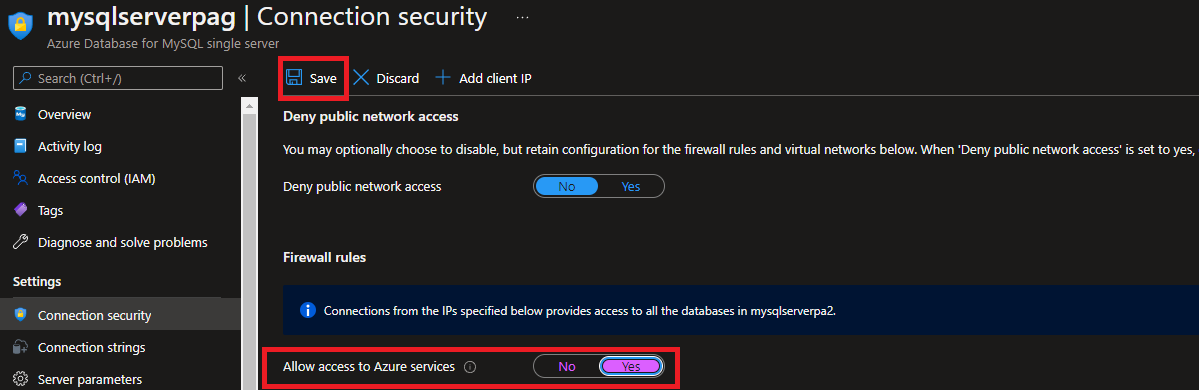 mysqlserverpag | Connection security ...
Azure Database for MySQL single server
Search (Ctrl+/) «
Overview
Activity log
Access control (IAM)
Tags
Diagnose and solve problems
Settings
Connection security
Connection strings
Server parameters
Save Discard Add client IP
Deny public network access
You may optionally choose to disable, but retain configuration for the firewall rules and virtual networks below. When 'Deny public network access' is set to yes,
Deny public network access No Yes
Firewall rules
Connections from the IPs specified below provides access to all the databases in mysqlserverpa2.
Allow access to Azure services No Yes